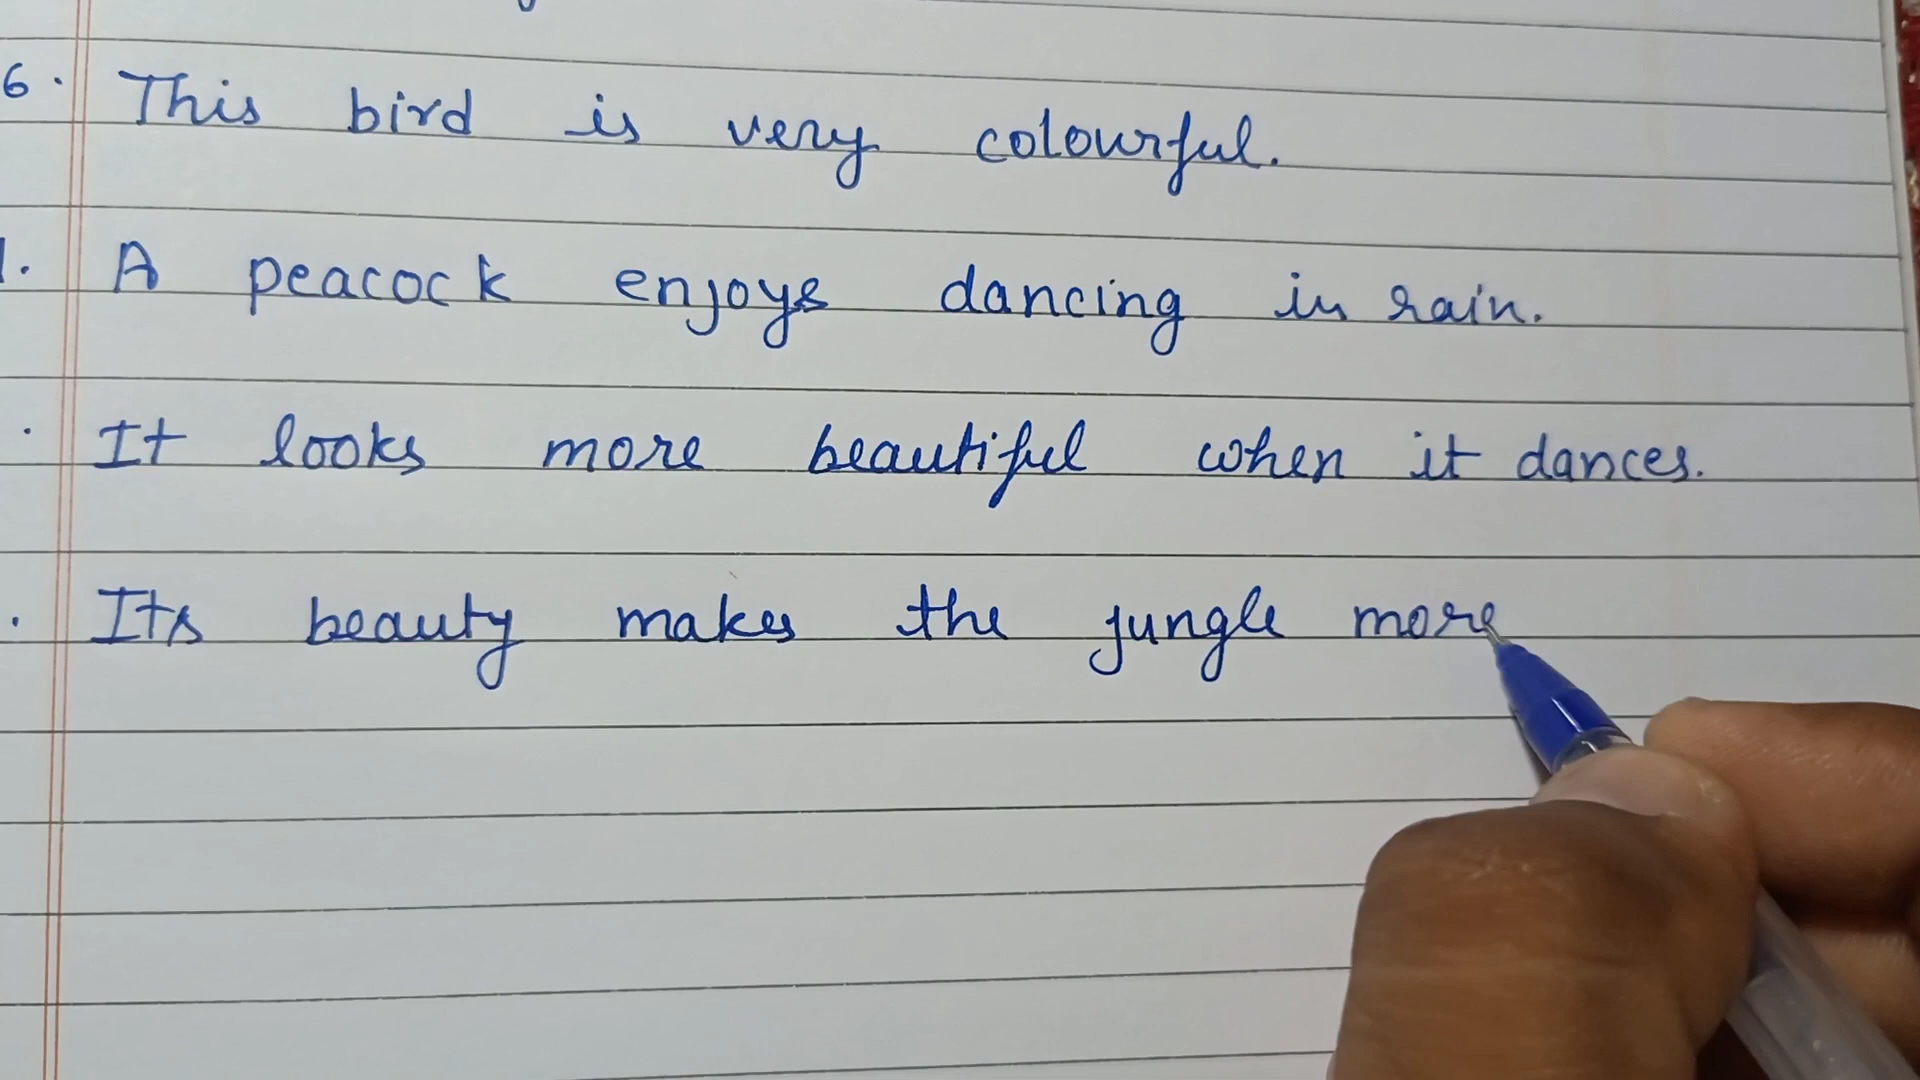 6. This bird is very colourful.
. A peacock enjoys dancing in rain.
. It looks more beautiful when it dances.
. Its beauty makes the jungle more